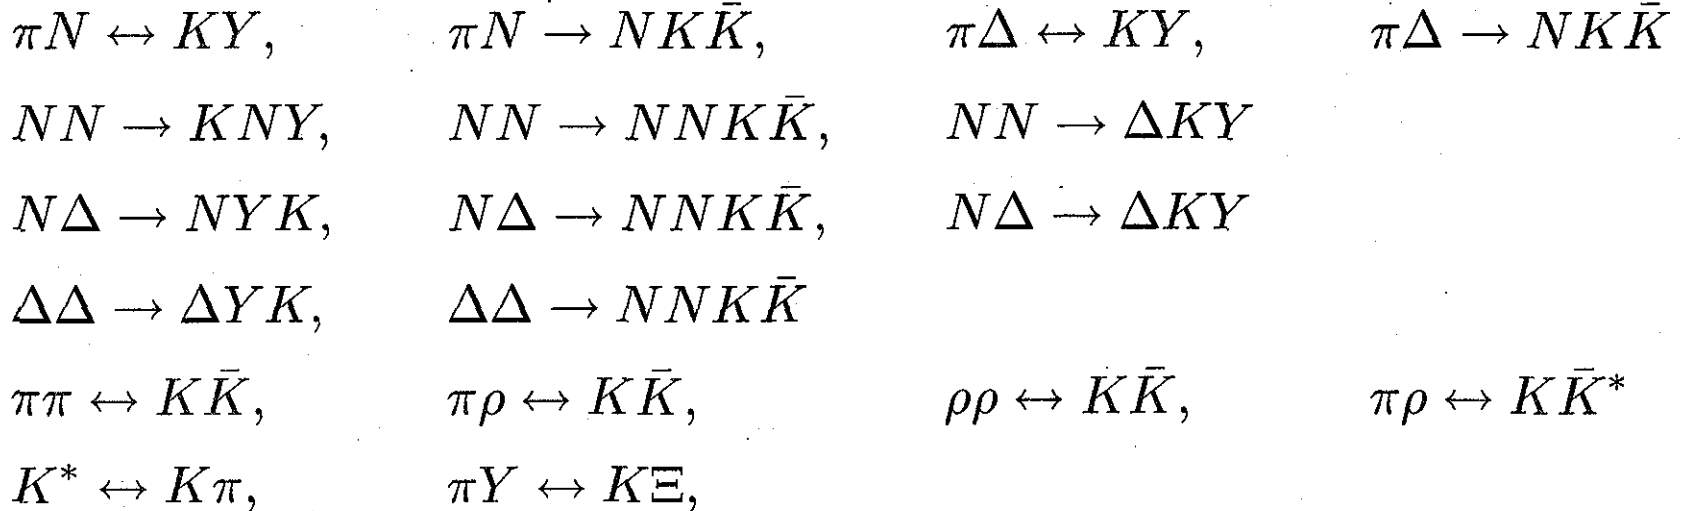 πN ↔ KY, πN → NKK̄, πΔ ↔ KY, πΔ → NKK̄
NN → KNY, NN → NNKK̄, NN → ΔKY
NΔ → NYK, NΔ → NNKK̄, NΔ → ΔKY
ΔΔ → ΔYK, ΔΔ → NNKK̄
ππ ↔ KK̄, πρ ↔ KK̄, ρρ ↔ KK̄, πρ ↔ KK̄*
K* ↔ Kπ, πY ↔ KΞ,